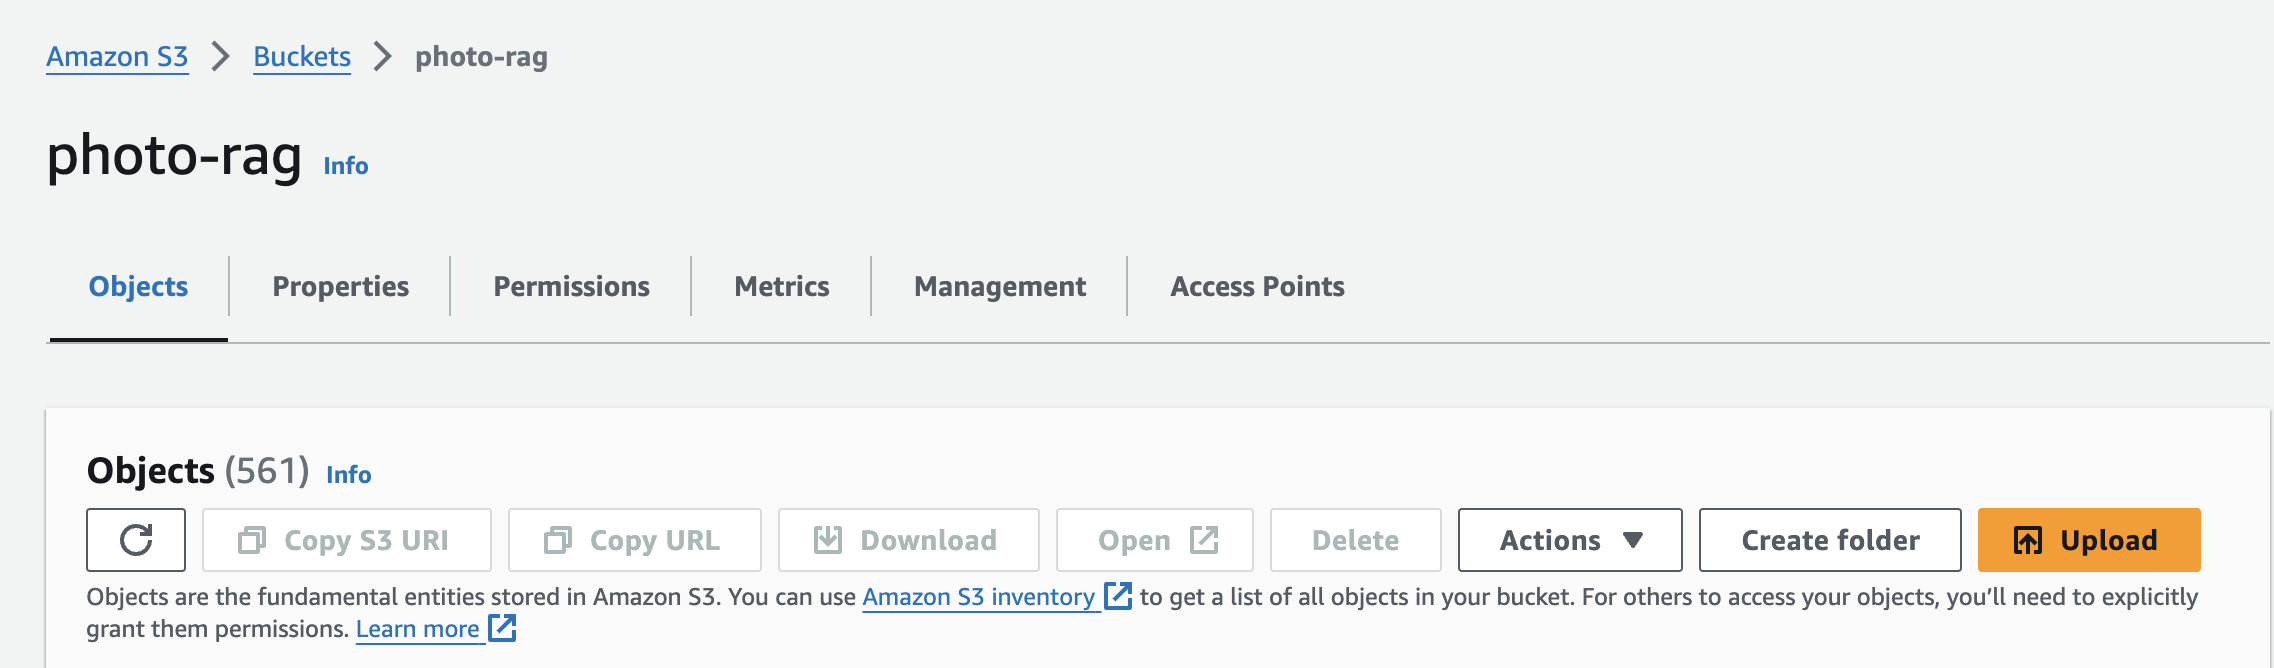 Amazon S3 > Buckets > photo-rag
photo-rag Info
Objects Properties Permissions Metrics Management Access Points
Objects (561) Info
Copy S3 URI Copy URL Download Open Delete Actions Create folder Upload
Objects are the fundamental entities stored in Amazon S3. You can use Amazon S3 inventory to get a list of all objects in your bucket. For others to access your objects, you’ll need to explicitly
grant them permissions. Learn more